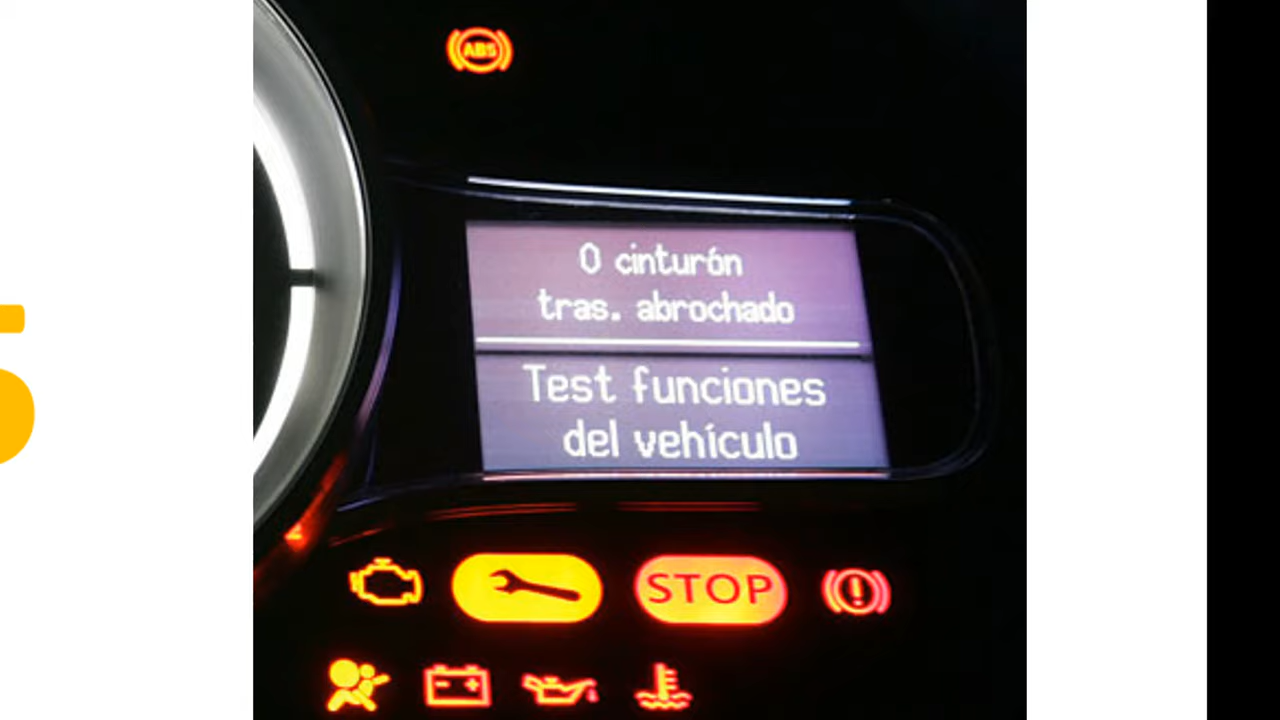 ABS
0 cinturón
tras. abrochado
Test funciones
del vehículo
STOP